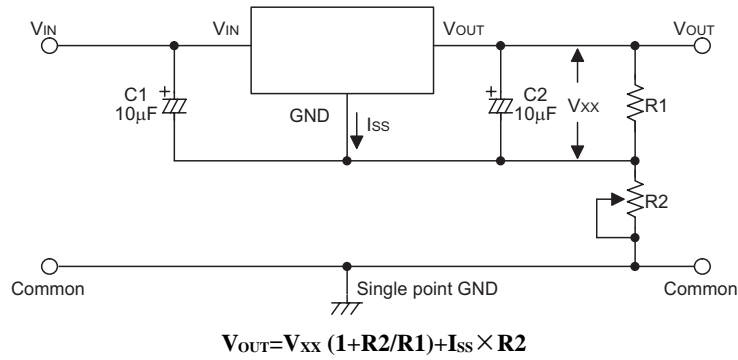 VIN
VIN
VOUT
VOUT
C1
10μF
+
GND
ISS
+
C2
10μF
VXX
R1
R2
Common
Single point GND
Common
VOUT=VXX (1+R2/R1)+ISS×R2